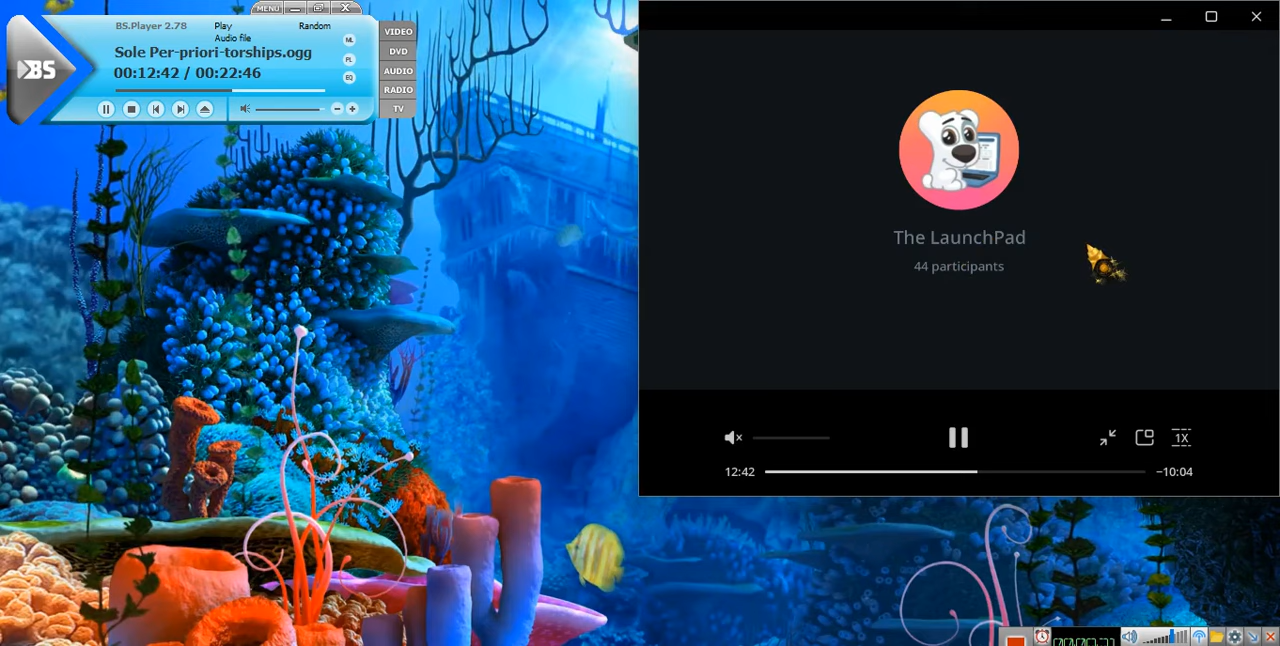 MENU
BS.Player 2.78
Play
Random
Audio file
Sole Per-priori-torships.ogg
00:12:42 / 00:22:46
BS
ML
PL
EQ
VIDEO
DVD
AUDIO
RADIO
TV
The LaunchPad
44 participants
1X
12:42
−10:04